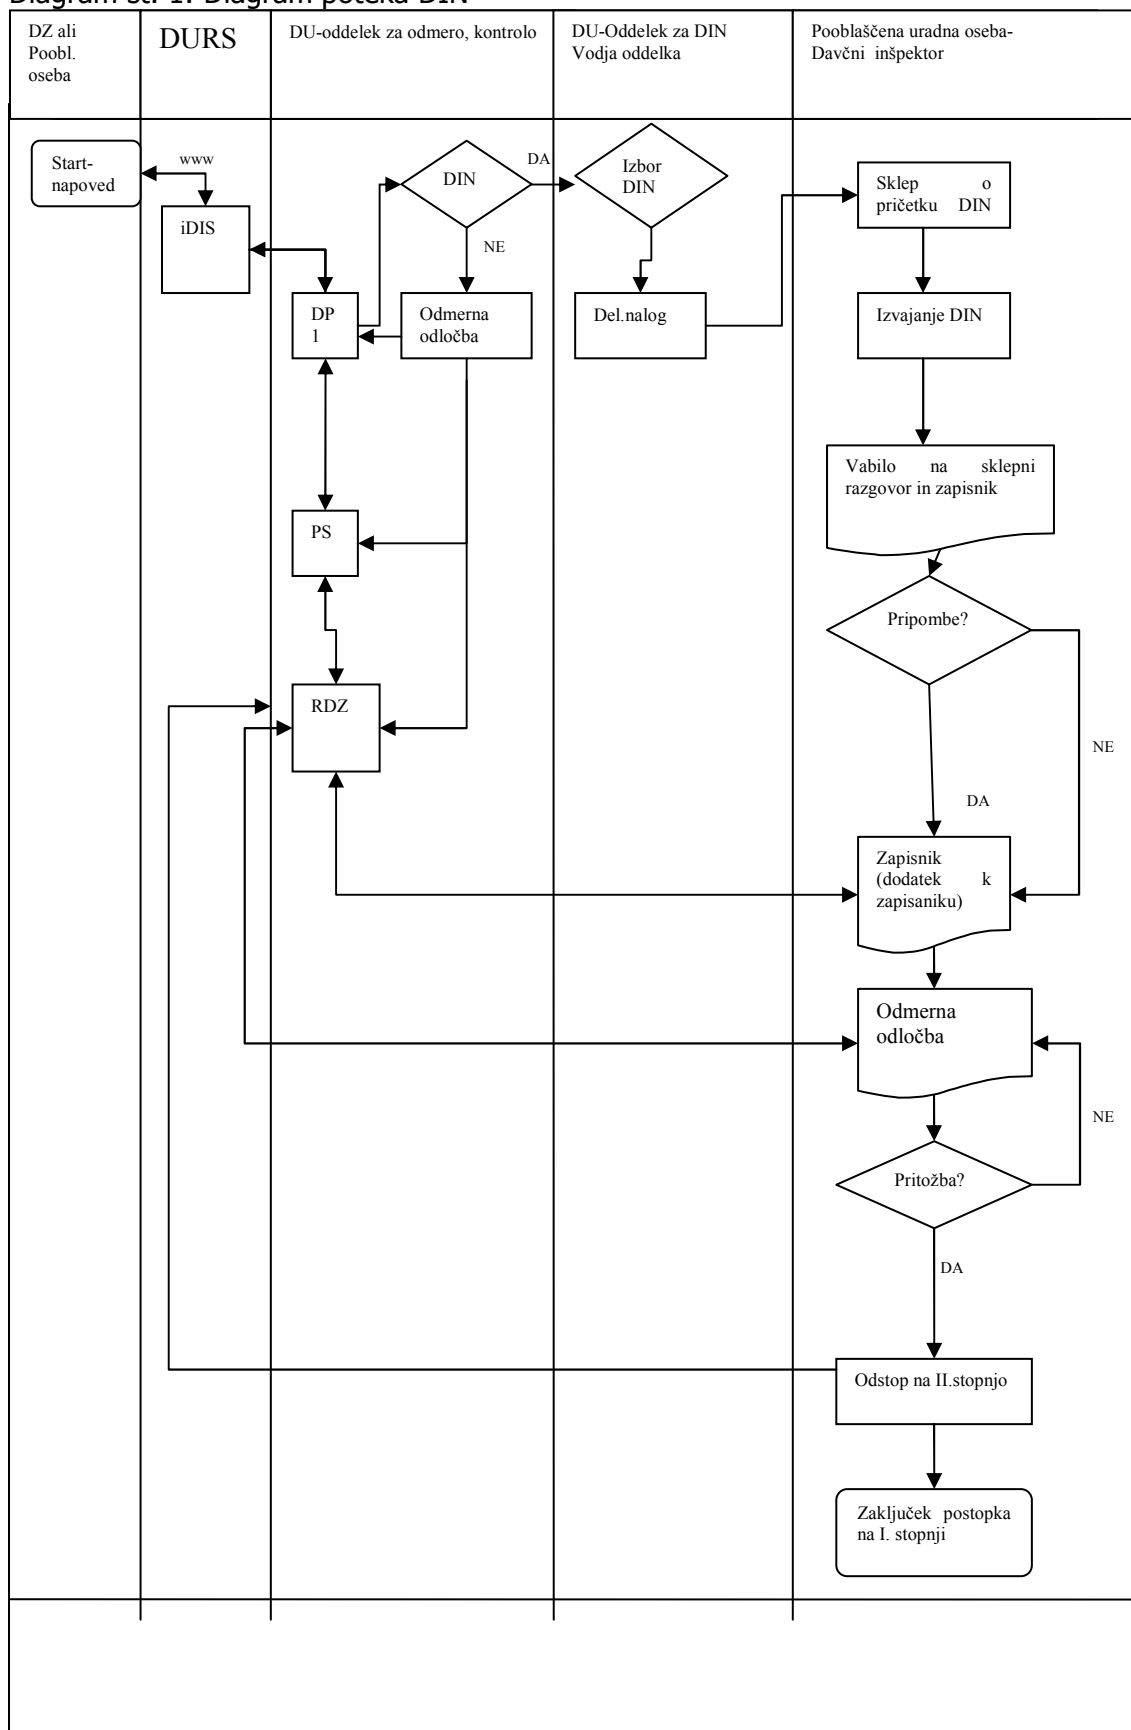 Diagram št. 1: Diagram poteka DIN
DZ ali
Poobl.
oseba
DURS
DU-oddelek za odmero, kontrolo
DU-Oddelek za DIN
Vodja oddelka
Pooblaščena uradna oseba-
Davčni inšpektor
Start-
napoved
www
iDIS
DIN
DA
NE
Izbor
DIN
Sklep o
pričetku DIN
DP
1
Odmerna
odločba
Del.nalog
Izvajanje DIN
Vabilo na sklepni
razgovor in zapisnik
PS
Pripombe?
RDZ
NE
DA
Zapisnik
(dodatek k
zapisaniku)
Odmerna
odločba
NE
Pritožba?
DA
Odstop na II.stopnjo
Zaključek postopka
na I. stopnji